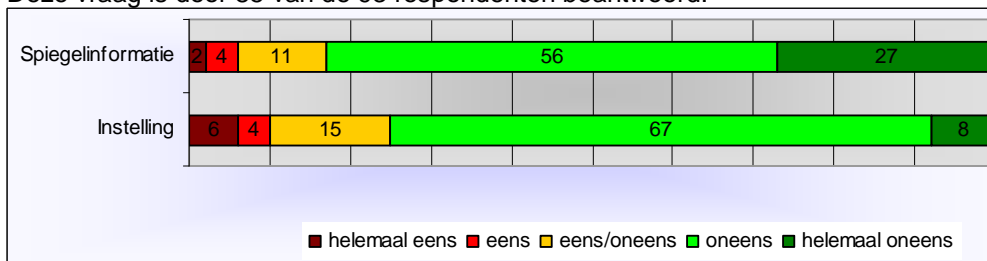 Spiegelinformatie 2 4 11 56 27
Instelling 6 4 15 67 8
helemaal eens eens eens/oneens oneens helemaal oneens